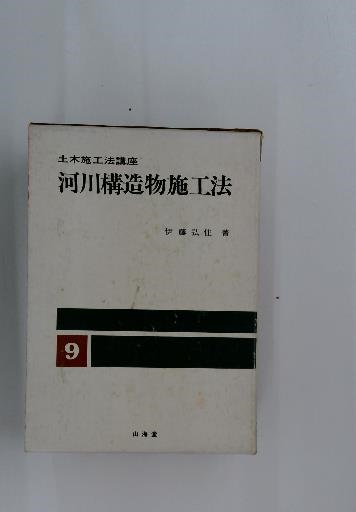 土木施工法講座
河川構造物施工法
伊藤弘住 著
9
山海堂